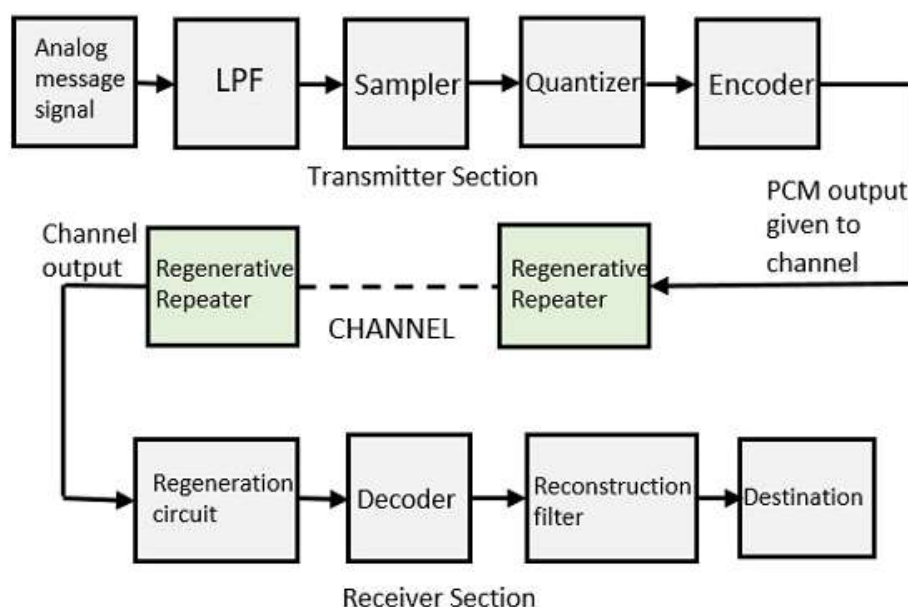 Analog
message
signal
LPF
Sampler
Quantizer
Encoder
Transmitter Section
PCM output
given to
channel
Channel
output
Regenerative
Repeater
CHANNEL
Regenerative
Repeater
Regeneration
circuit
Decoder
Reconstruction
filter
Destination
Receiver Section